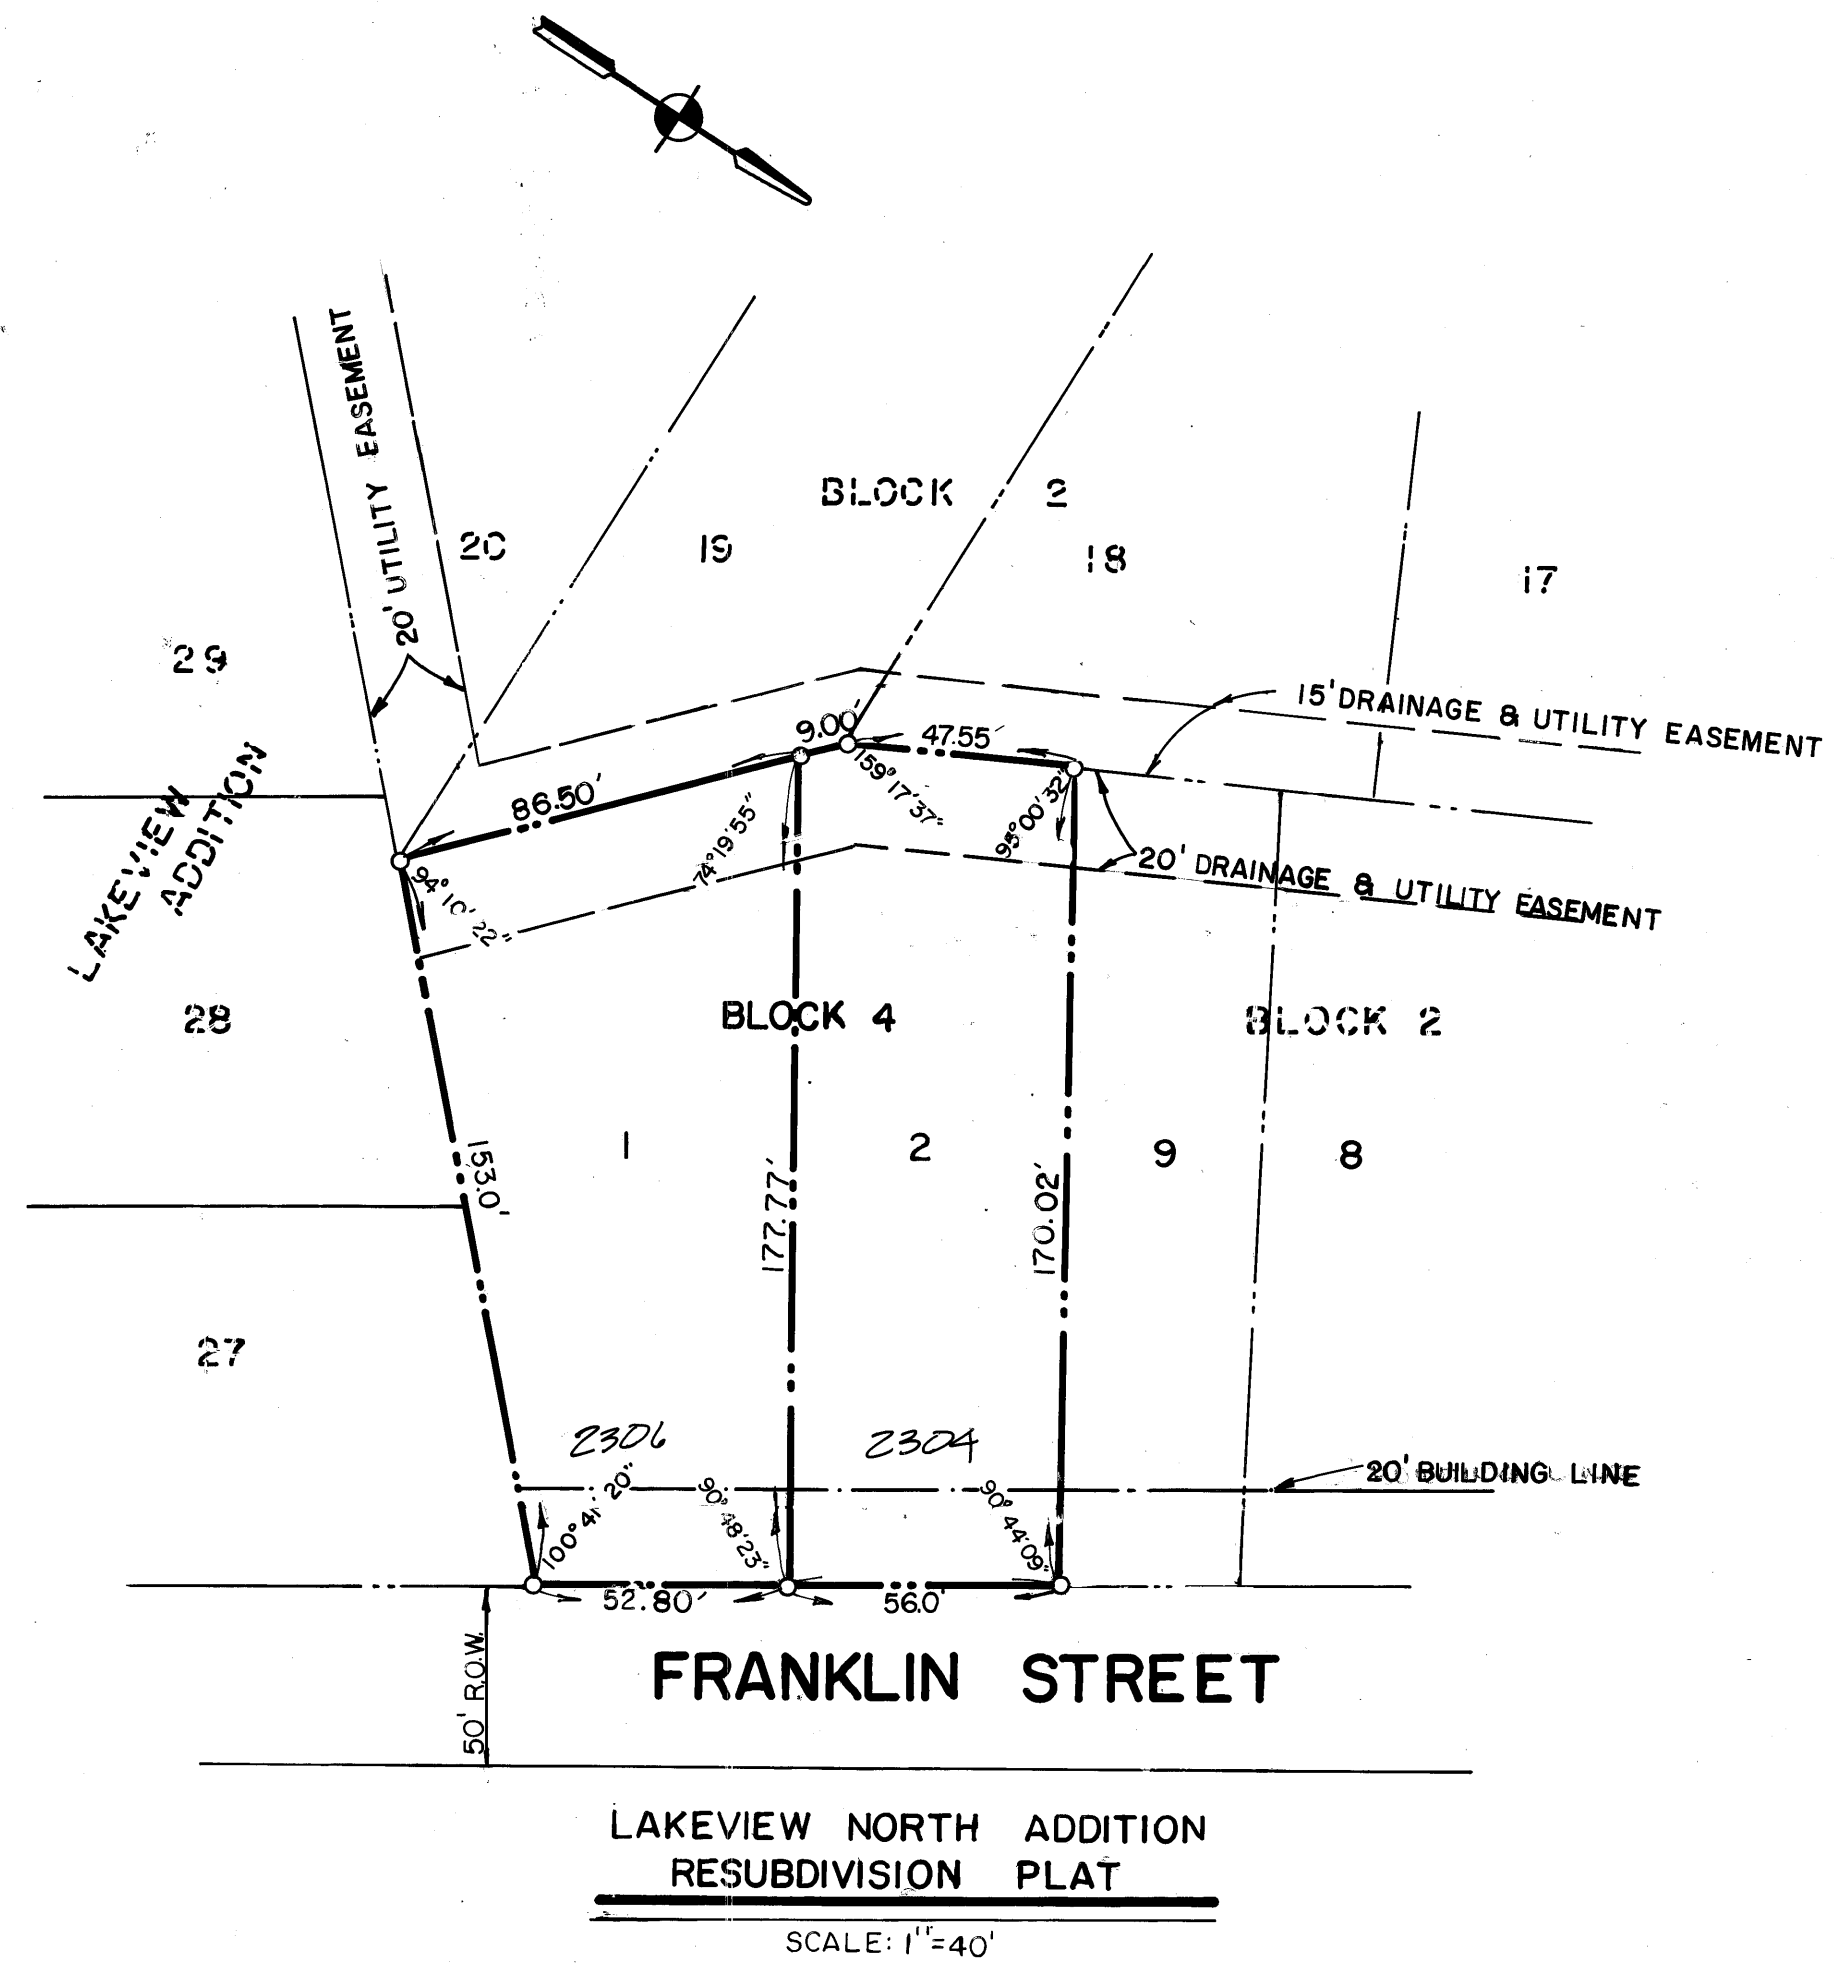 20' UTILITY EASEMENT
BLOCK 2
20
19
18
17
29
15' DRAINAGE & UTILITY EASEMENT
9.00'
47.55'
86.50'
159° 17' 37"
74° 19' 55"
95° 00' 32"
94° 10' 22"
20' DRAINAGE & UTILITY EASEMENT
LAKEVIEW
ADDITION
28
BLOCK 4
BLOCK 2
153.0'
1
2
9
8
177.77'
170.02'
27
2306
2304
20' BUILDING LINE
100° 41' 20"
90° 48' 23"
90° 44' 09"
52.80'
56.0'
50' R.O.W.
FRANKLIN STREET
LAKEVIEW NORTH ADDITION
RESUBDIVISION PLAT
SCALE: 1"=40'